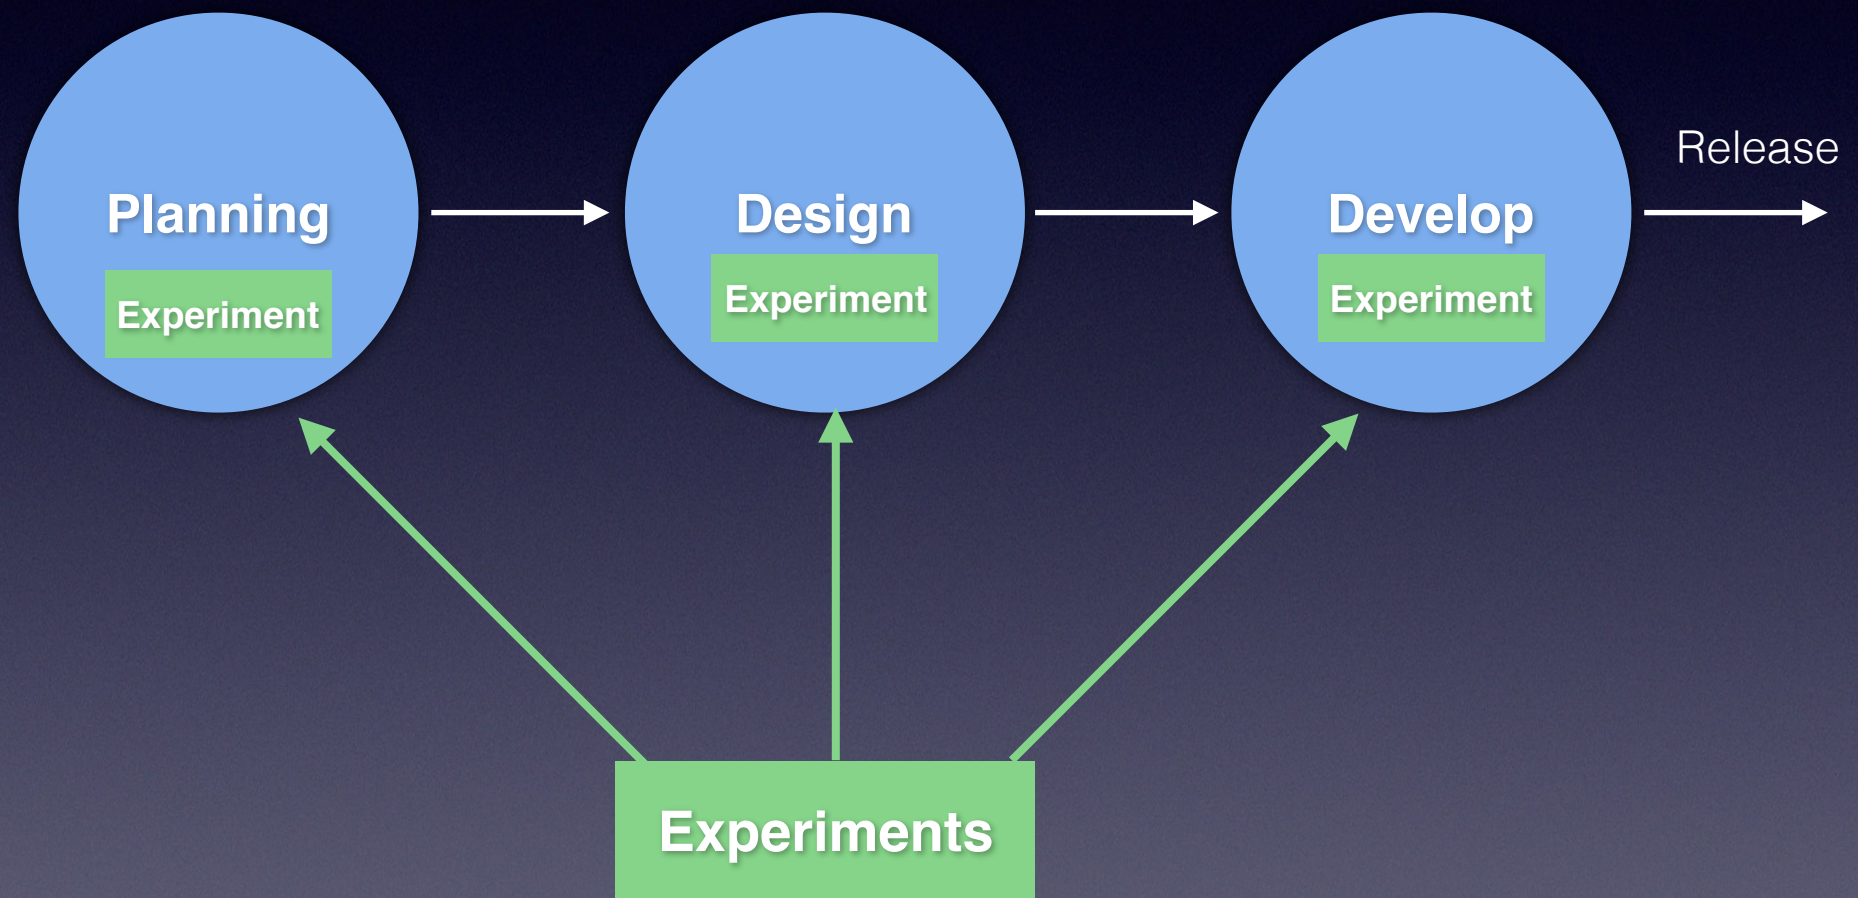 Planning
Experiment
Design
Experiment
Develop
Experiment
Release
Experiments